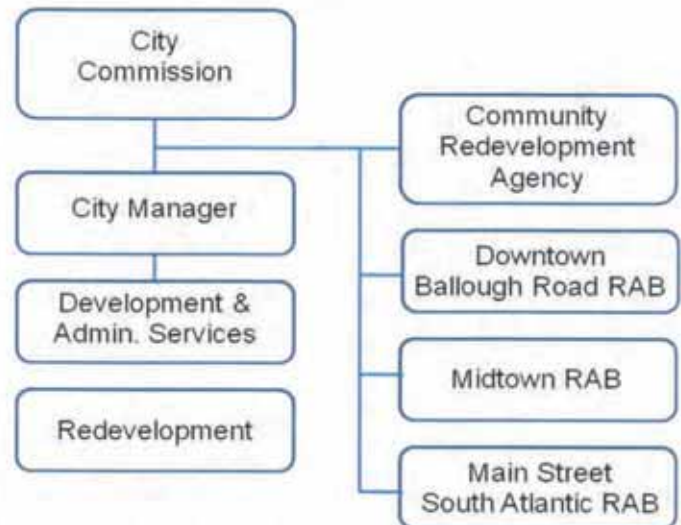 City
Commission
City Manager
Development &
Admin. Services
Redevelopment
Community
Redevelopment
Agency
Downtown
Ballough Road RAB
Midtown RAB
Main Street
South Atlantic RAB